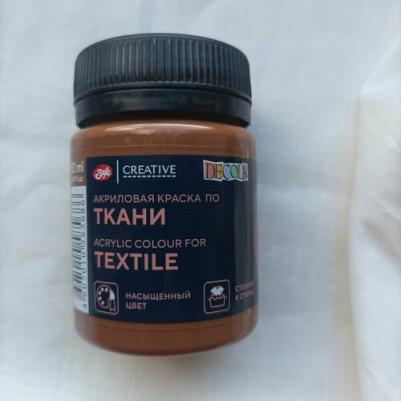 CREATIVE
DECOLA
АКРИЛОВАЯ КРАСКА ПО
ТКАНИ
ACRYLIC COLOUR FOR
TEXTILE
НАСЫЩЕННЫЙ
ЦВЕТ